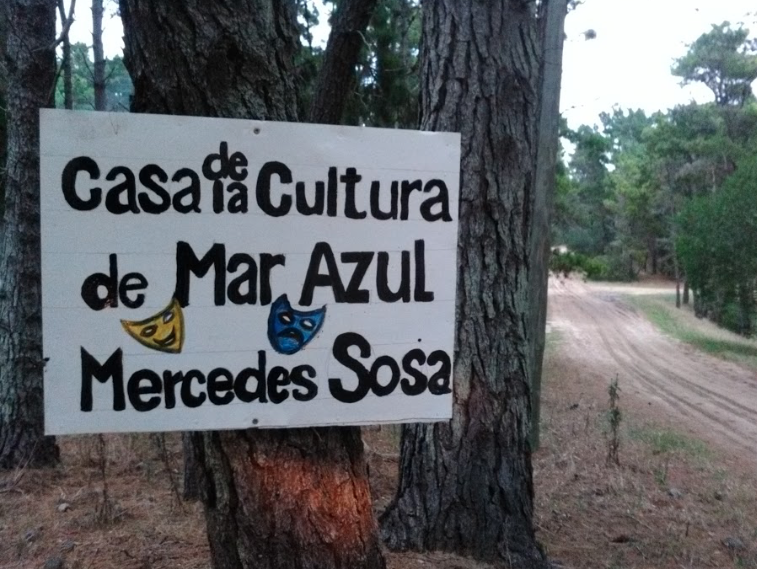 Casa de la Cultura
de Mar Azul
Mercedes Sosa